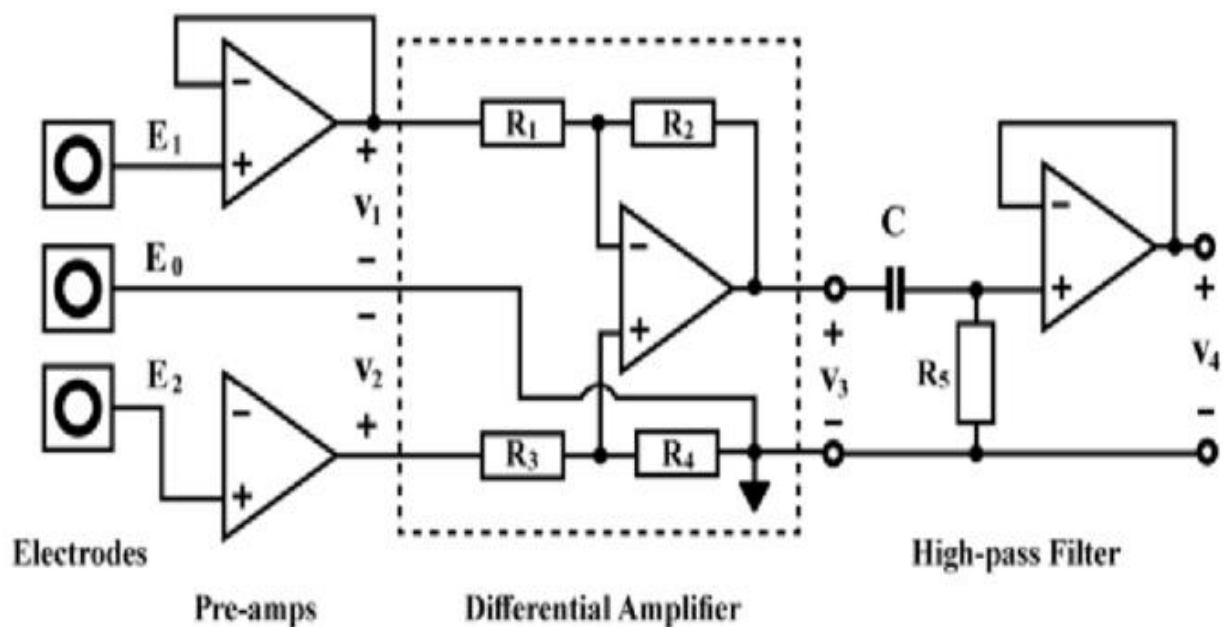 E1
E0
E2
−
+
−
+
+
v1
−
−
v2
+
R1
R2
−
+
R3
R4
C
+
v3
−
R5
−
+
+
v4
−
Electrodes
Pre-amps
Differential Amplifier
High-pass Filter